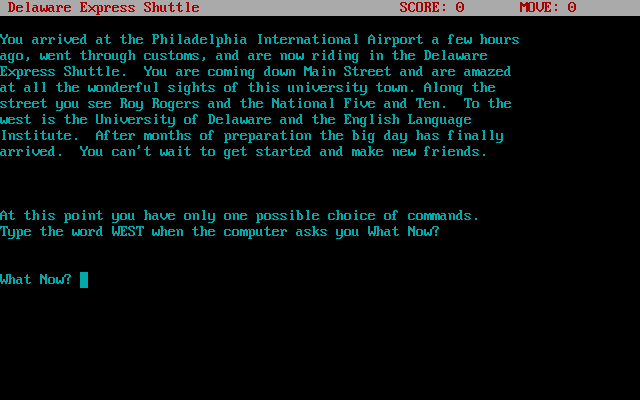 Delaware Express Shuttle SCORE: 0 MOVE: 0
You arrived at the Philadelphia International Airport a few hours
ago, went through customs, and are now riding in the Delaware
Express Shuttle.  You are coming down Main Street and are amazed
at all the wonderful sights of this university town. Along the
street you see Roy Rogers and the National Five and Ten.  To the
west is the University of Delaware and the English Language
Institute.  After months of preparation the big day has finally
arrived.  You can't wait to get started and make new friends.
At this point you have only one possible choice of commands.
Type the word WEST when the computer asks you What Now?
What Now?